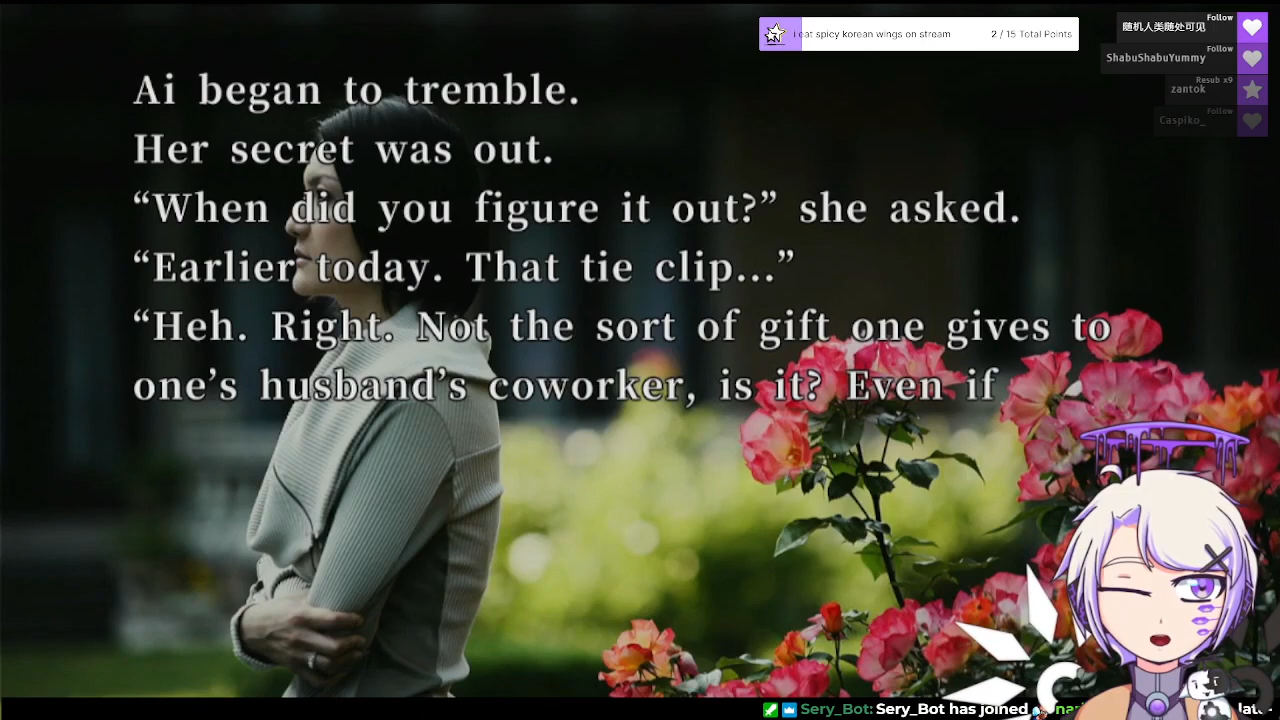 i eat spicy korean wings on stream 2 / 15 Total Points
Follow
随机人类随处可见
Follow
ShabuShabuYummy
Resub x9
zantok
Follow
Caspiko_
Ai began to tremble.
Her secret was out.
“When did you figure it out?” she asked.
“Earlier today. That tie clip...”
“Heh. Right. Not the sort of gift one gives to
one’s husband’s coworker, is it? Even if
Sery_Bot: Sery_Bot has joined